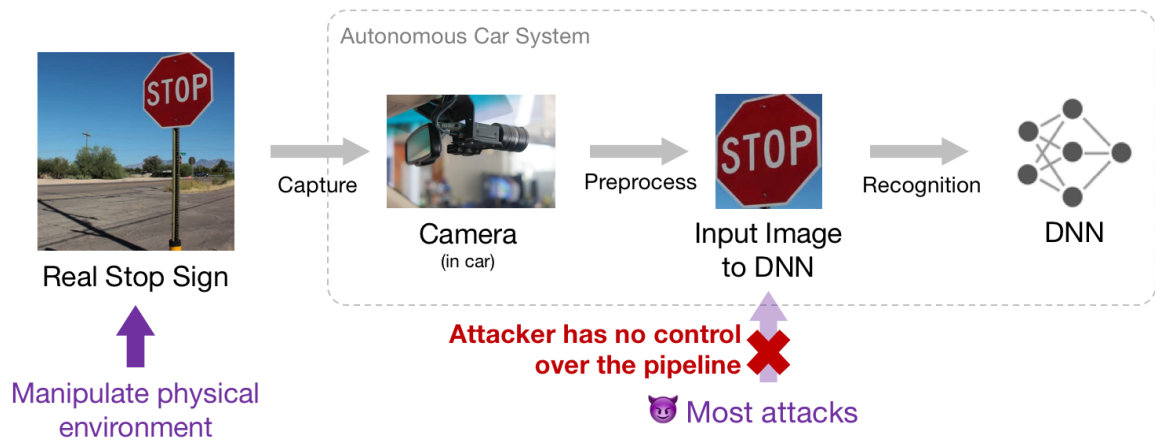 Autonomous Car System
STOP
STOP
Capture
Preprocess
Recognition
Real Stop Sign
Camera
(in car)
Input Image
to DNN
DNN
Attacker has no control
over the pipeline
Manipulate physical
environment
😈 Most attacks